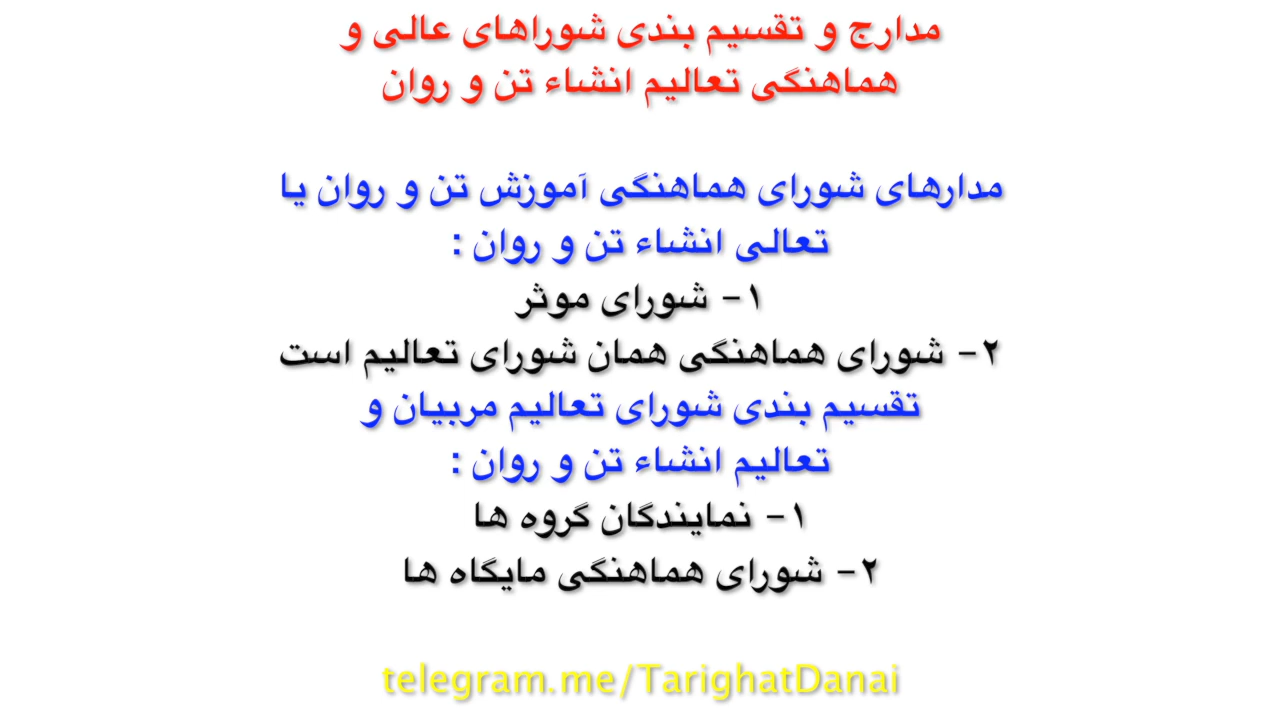 مدارج و تقسیم بندی شوراهای عالی و
هماهنگی تعالیم انشاء تن و روان
مدارهای شورای هماهنگی آموزش تن و روان یا
تعالی انشاء تن و روان :
۱- شورای موثر
۲- شورای هماهنگی همان شورای تعالیم است
تقسیم بندی شورای تعالیم مربیان و
تعالیم انشاء تن و روان :
۱- نمایندگان گروه ها
۲- شورای هماهنگی مایگاه ها
telegram.me/TarighatDanai